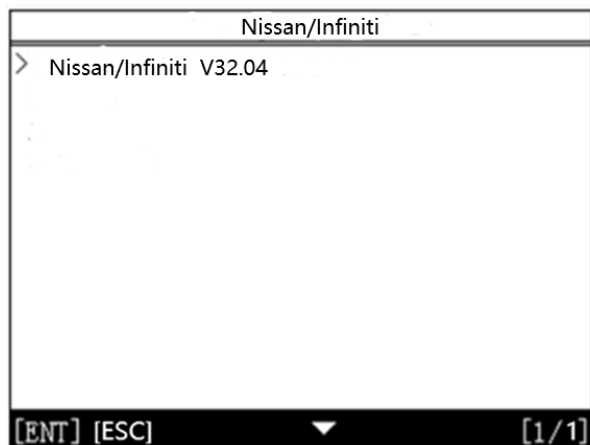 Nissan/Infiniti
> Nissan/Infiniti V32.04
[ENT] [ESC] [1/1]